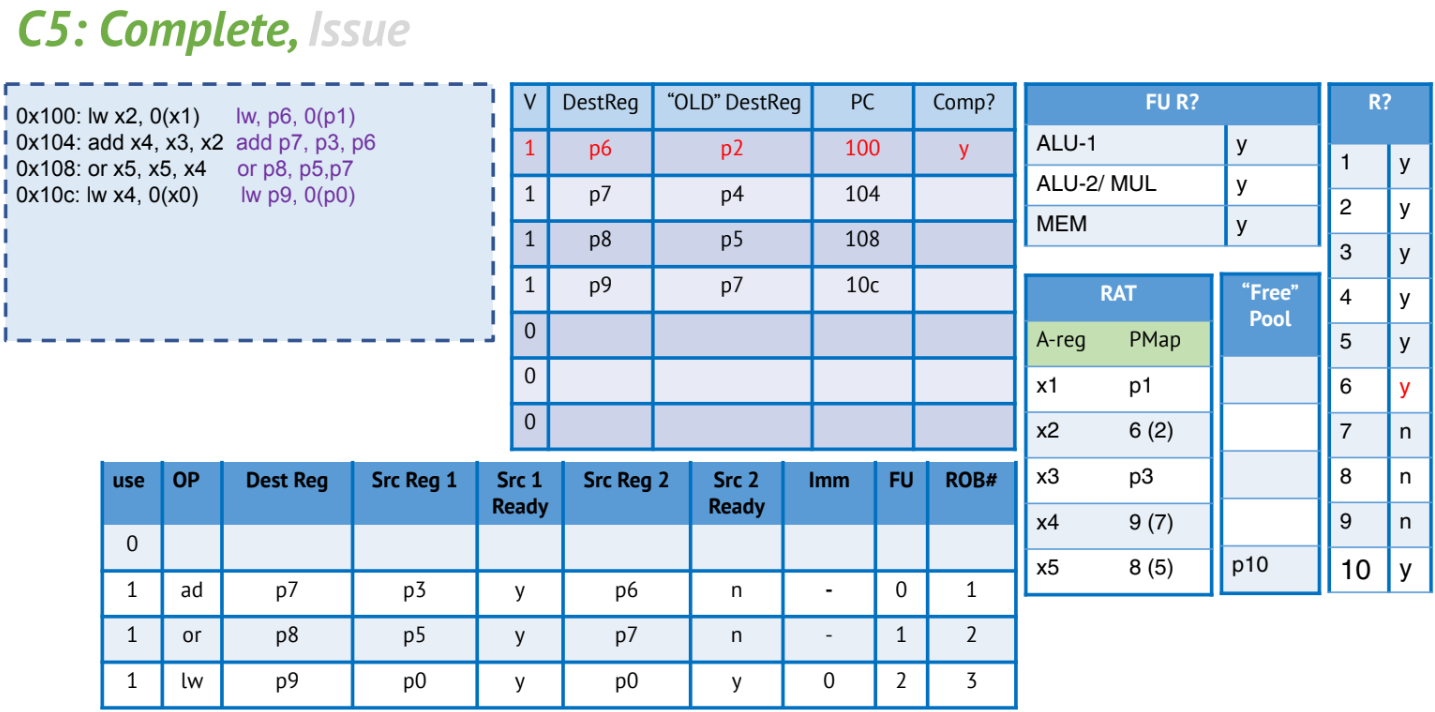 C5: Complete, Issue
0x100: lw x2, 0(x1) lw, p6, 0(p1)
0x104: add x4, x3, x2 add p7, p3, p6
0x108: or x5, x5, x4 or p8, p5,p7
0x10c: lw x4, 0(x0) lw p9, 0(p0)
V DestReg “OLD” DestReg PC Comp?
1 p6 p2 100 y
1 p7 p4 104
1 p8 p5 108
1 p9 p7 10c
0
0
0
FU R?
ALU-1 y
ALU-2/ MUL y
MEM y
RAT
A-reg PMap
x1 p1
x2 6 (2)
x3 p3
x4 9 (7)
x5 8 (5)
“Free”
Pool
p10
R?
1 y
2 y
3 y
4 y
5 y
6 y
7 n
8 n
9 n
10 y
use OP Dest Reg Src Reg 1 Src 1 Ready Src Reg 2 Src 2 Ready Imm FU ROB#
0
1 ad p7 p3 y p6 n - 0 1
1 or p8 p5 y p7 n - 1 2
1 lw p9 p0 y p0 y 0 2 3